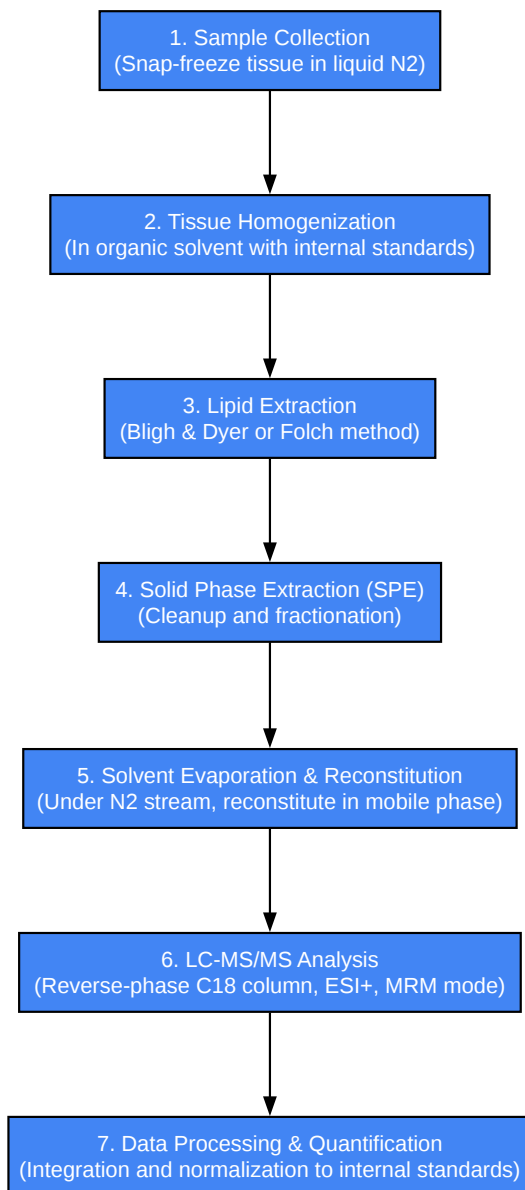 1. Sample Collection
(Snap-freeze tissue in liquid N2)
2. Tissue Homogenization
(In organic solvent with internal standards)
3. Lipid Extraction
(Bligh & Dyer or Folch method)
4. Solid Phase Extraction (SPE)
(Cleanup and fractionation)
5. Solvent Evaporation & Reconstitution
(Under N2 stream, reconstitute in mobile phase)
6. LC-MS/MS Analysis
(Reverse-phase C18 column, ESI+, MRM mode)
7. Data Processing & Quantification
(Integration and normalization to internal standards)